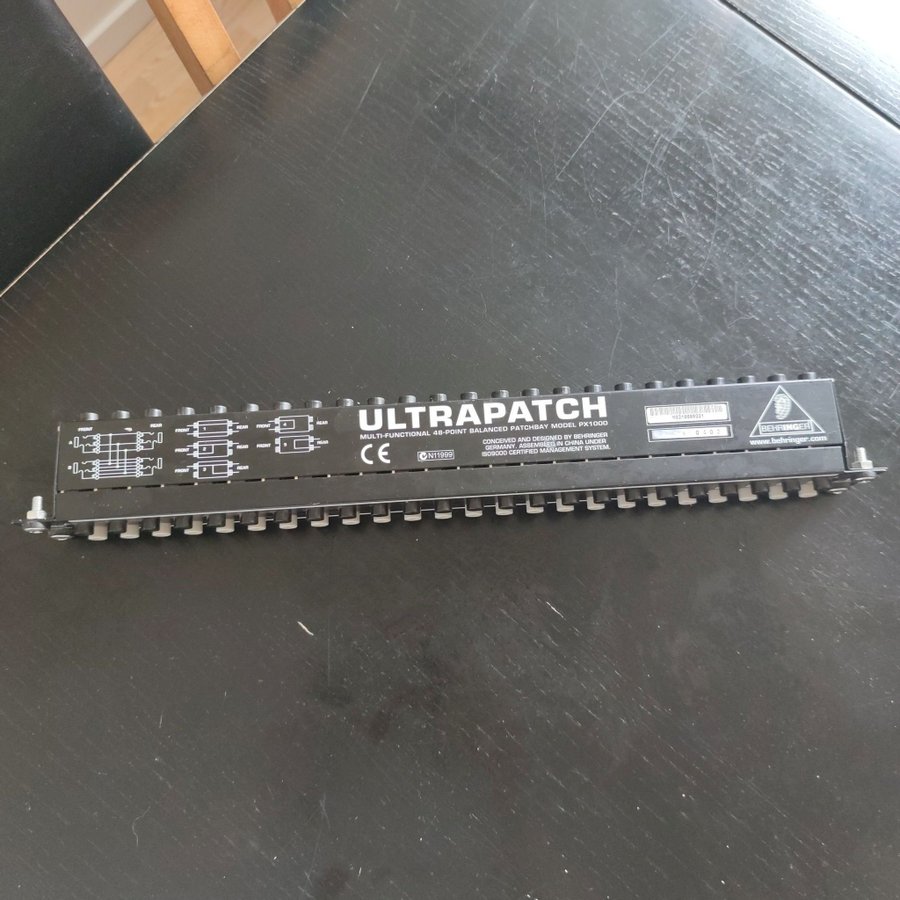 ULTRAPATCH
MULTI-FUNCTIONAL 48-POINT BALANCED PATCHBAY MODEL PX1000
CE
N11999
CONCEIVED AND DESIGNED BY BEHRINGER
GERMANY. ASSEMBLED IN CHINA UNDER
ISO9000 CERTIFIED MANAGEMENT SYSTEM.
BEHRINGER
www.behringer.com
FRONT REAR
FRONT REAR
FRONT REAR
FRONT REAR
FRONT REAR